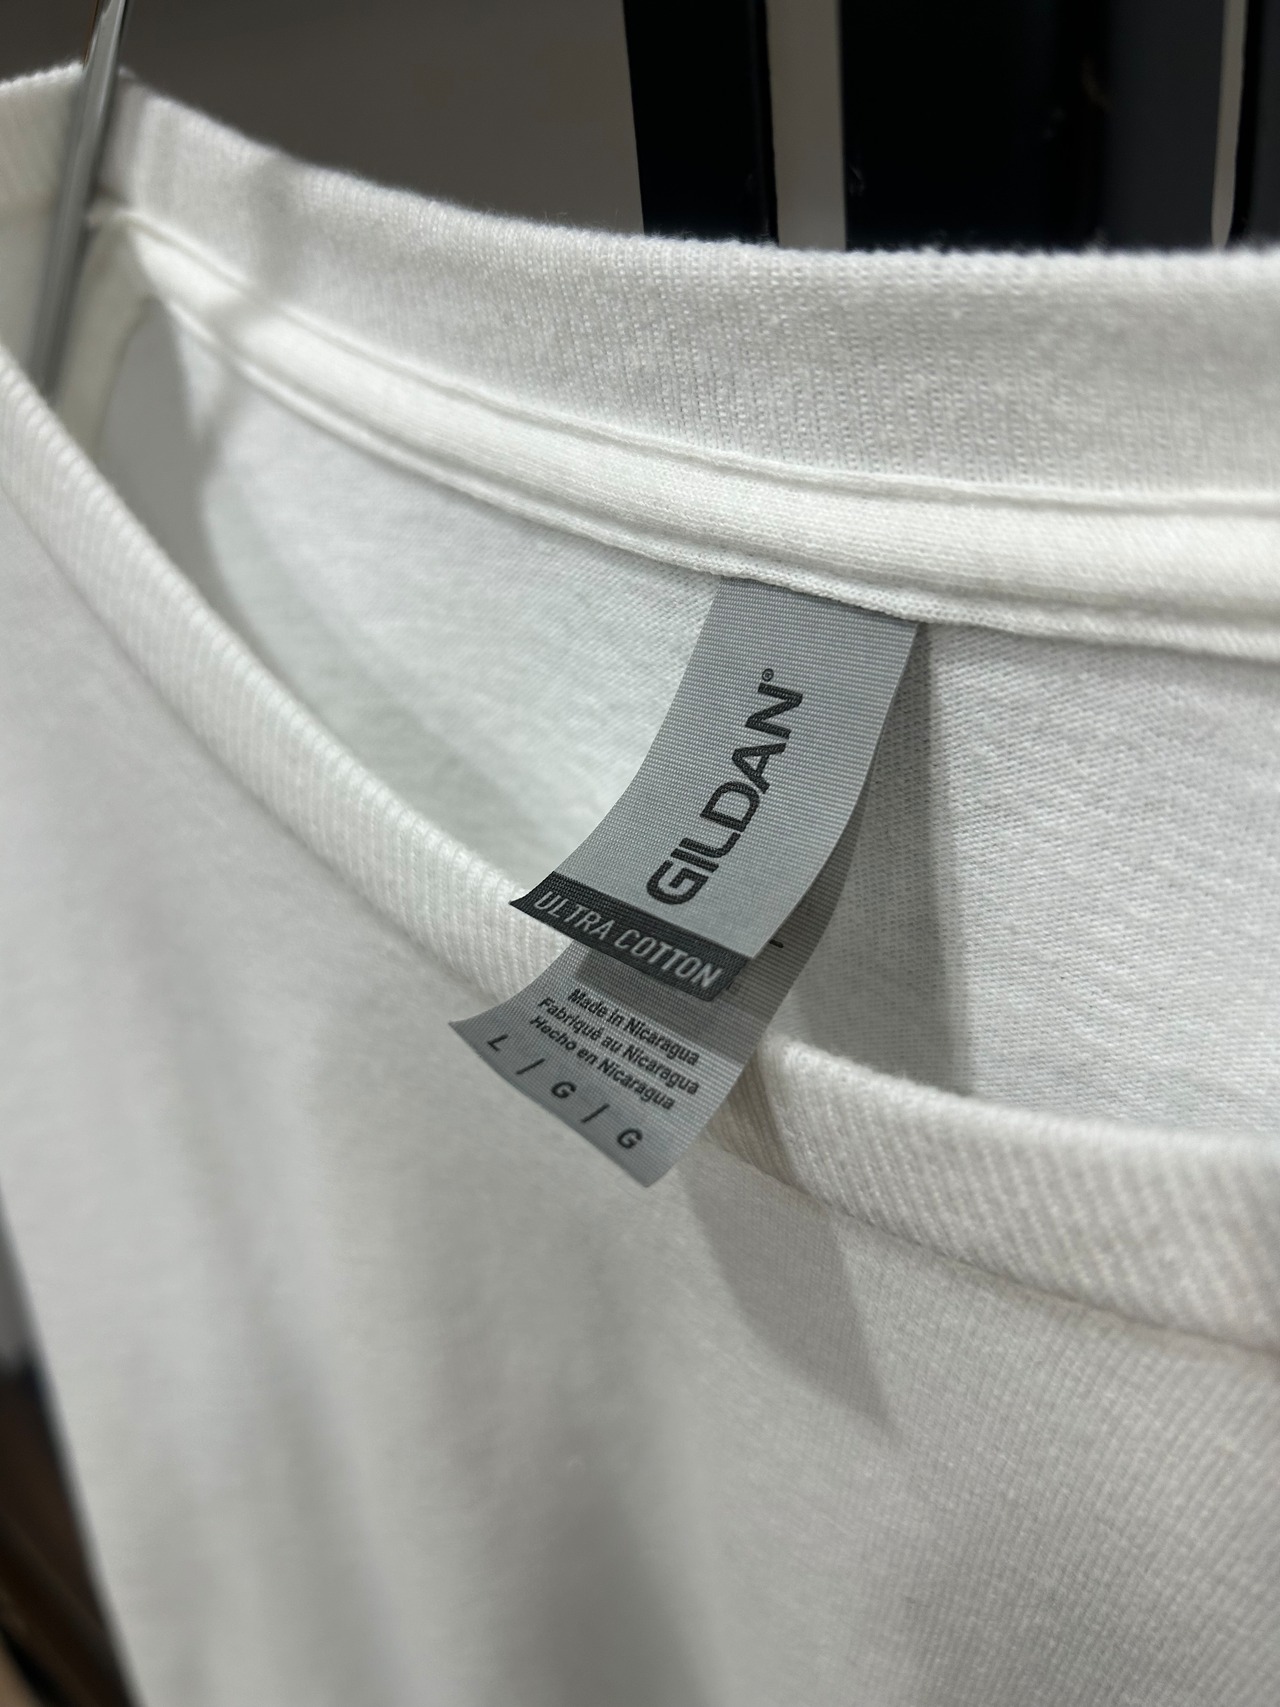 GILDAN®
ULTRA COTTON
Made in Nicaragua
Fabriqué au Nicaragua
Hecho en Nicaragua
L / G / G